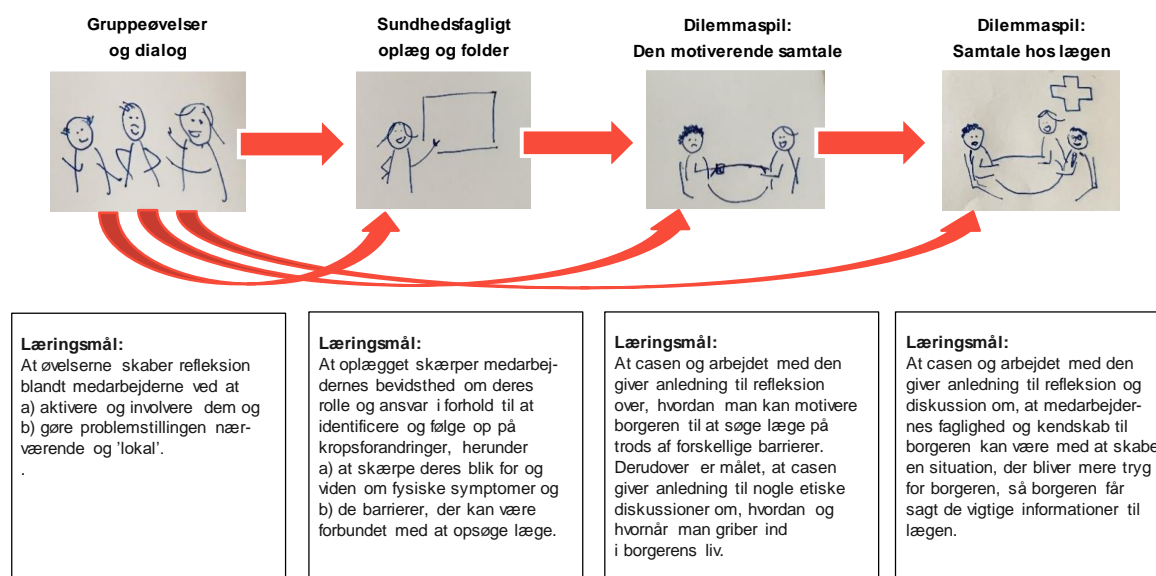 Gruppeøvelser
og dialog
Sundhedsfagligt
oplæg og folder
Dilemmaspil:
Den motiverende samtale
Dilemmaspil:
Samtale hos lægen
Læringsmål:
At øvelserne skaber refleksion
blandt medarbejderne ved at
a) aktivere og involvere dem og
b) gøre problemstillingen nær-
værende og ’lokal’.
.
Læringsmål:
At oplægget skærper medarbej-
dernes bevidsthed om deres
rolle og ansvar i forhold til at
identificere og følge op på
kropsforandringer, herunder
a) at skærpe deres blik for og
viden om fysiske symptomer og
b) de barrierer, der kan være
forbundet med at opsøge læge.
Læringsmål:
At casen og arbejdet med den
giver anledning til refleksion
over, hvordan man kan motivere
borgeren til at søge læge på
trods af forskellige barrierer.
Derudover er målet, at casen
giver anledning til nogle etiske
diskussioner om, hvordan og
hvornår man griber ind
i borgerens liv.
Læringsmål:
At casen og arbejdet med den
giver anledning til refleksion og
diskussion om, at medarbejder-
nes faglighed og kendskab til
borgeren kan være med at skabe
en situation, der bliver mere tryg
for borgeren, så borgeren får
sagt de vigtige informationer til
lægen.